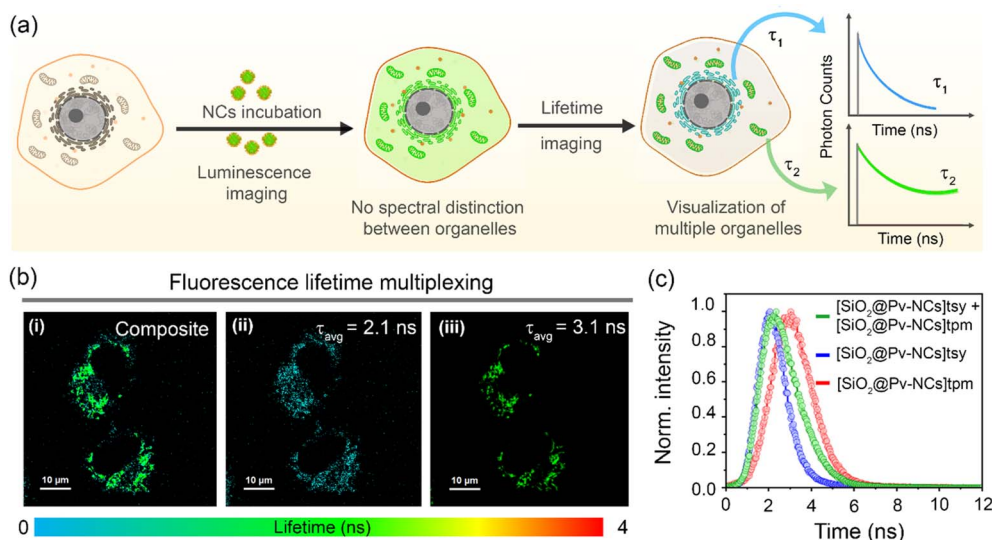 (a)
NCs incubation
Luminescence
imaging
No spectral distinction
between organelles
Lifetime
imaging
Visualization of
multiple organelles
τ1
τ2
Photon Counts
τ1
Time (ns)
τ2
Time (ns)
(b)
Fluorescence lifetime multiplexing
(i)
Composite
10 μm
(ii)
τavg = 2.1 ns
10 μm
(iii)
τavg = 3.1 ns
10 μm
0
Lifetime (ns)
4
(c)
Norm. intensity
1.0
0.8
0.6
0.4
0.2
0.0
[SiO2@Pv-NCs]tsy +
[SiO2@Pv-NCs]tpm
[SiO2@Pv-NCs]tsy
[SiO2@Pv-NCs]tpm
0 2 4 6 8 10 12
Time (ns)